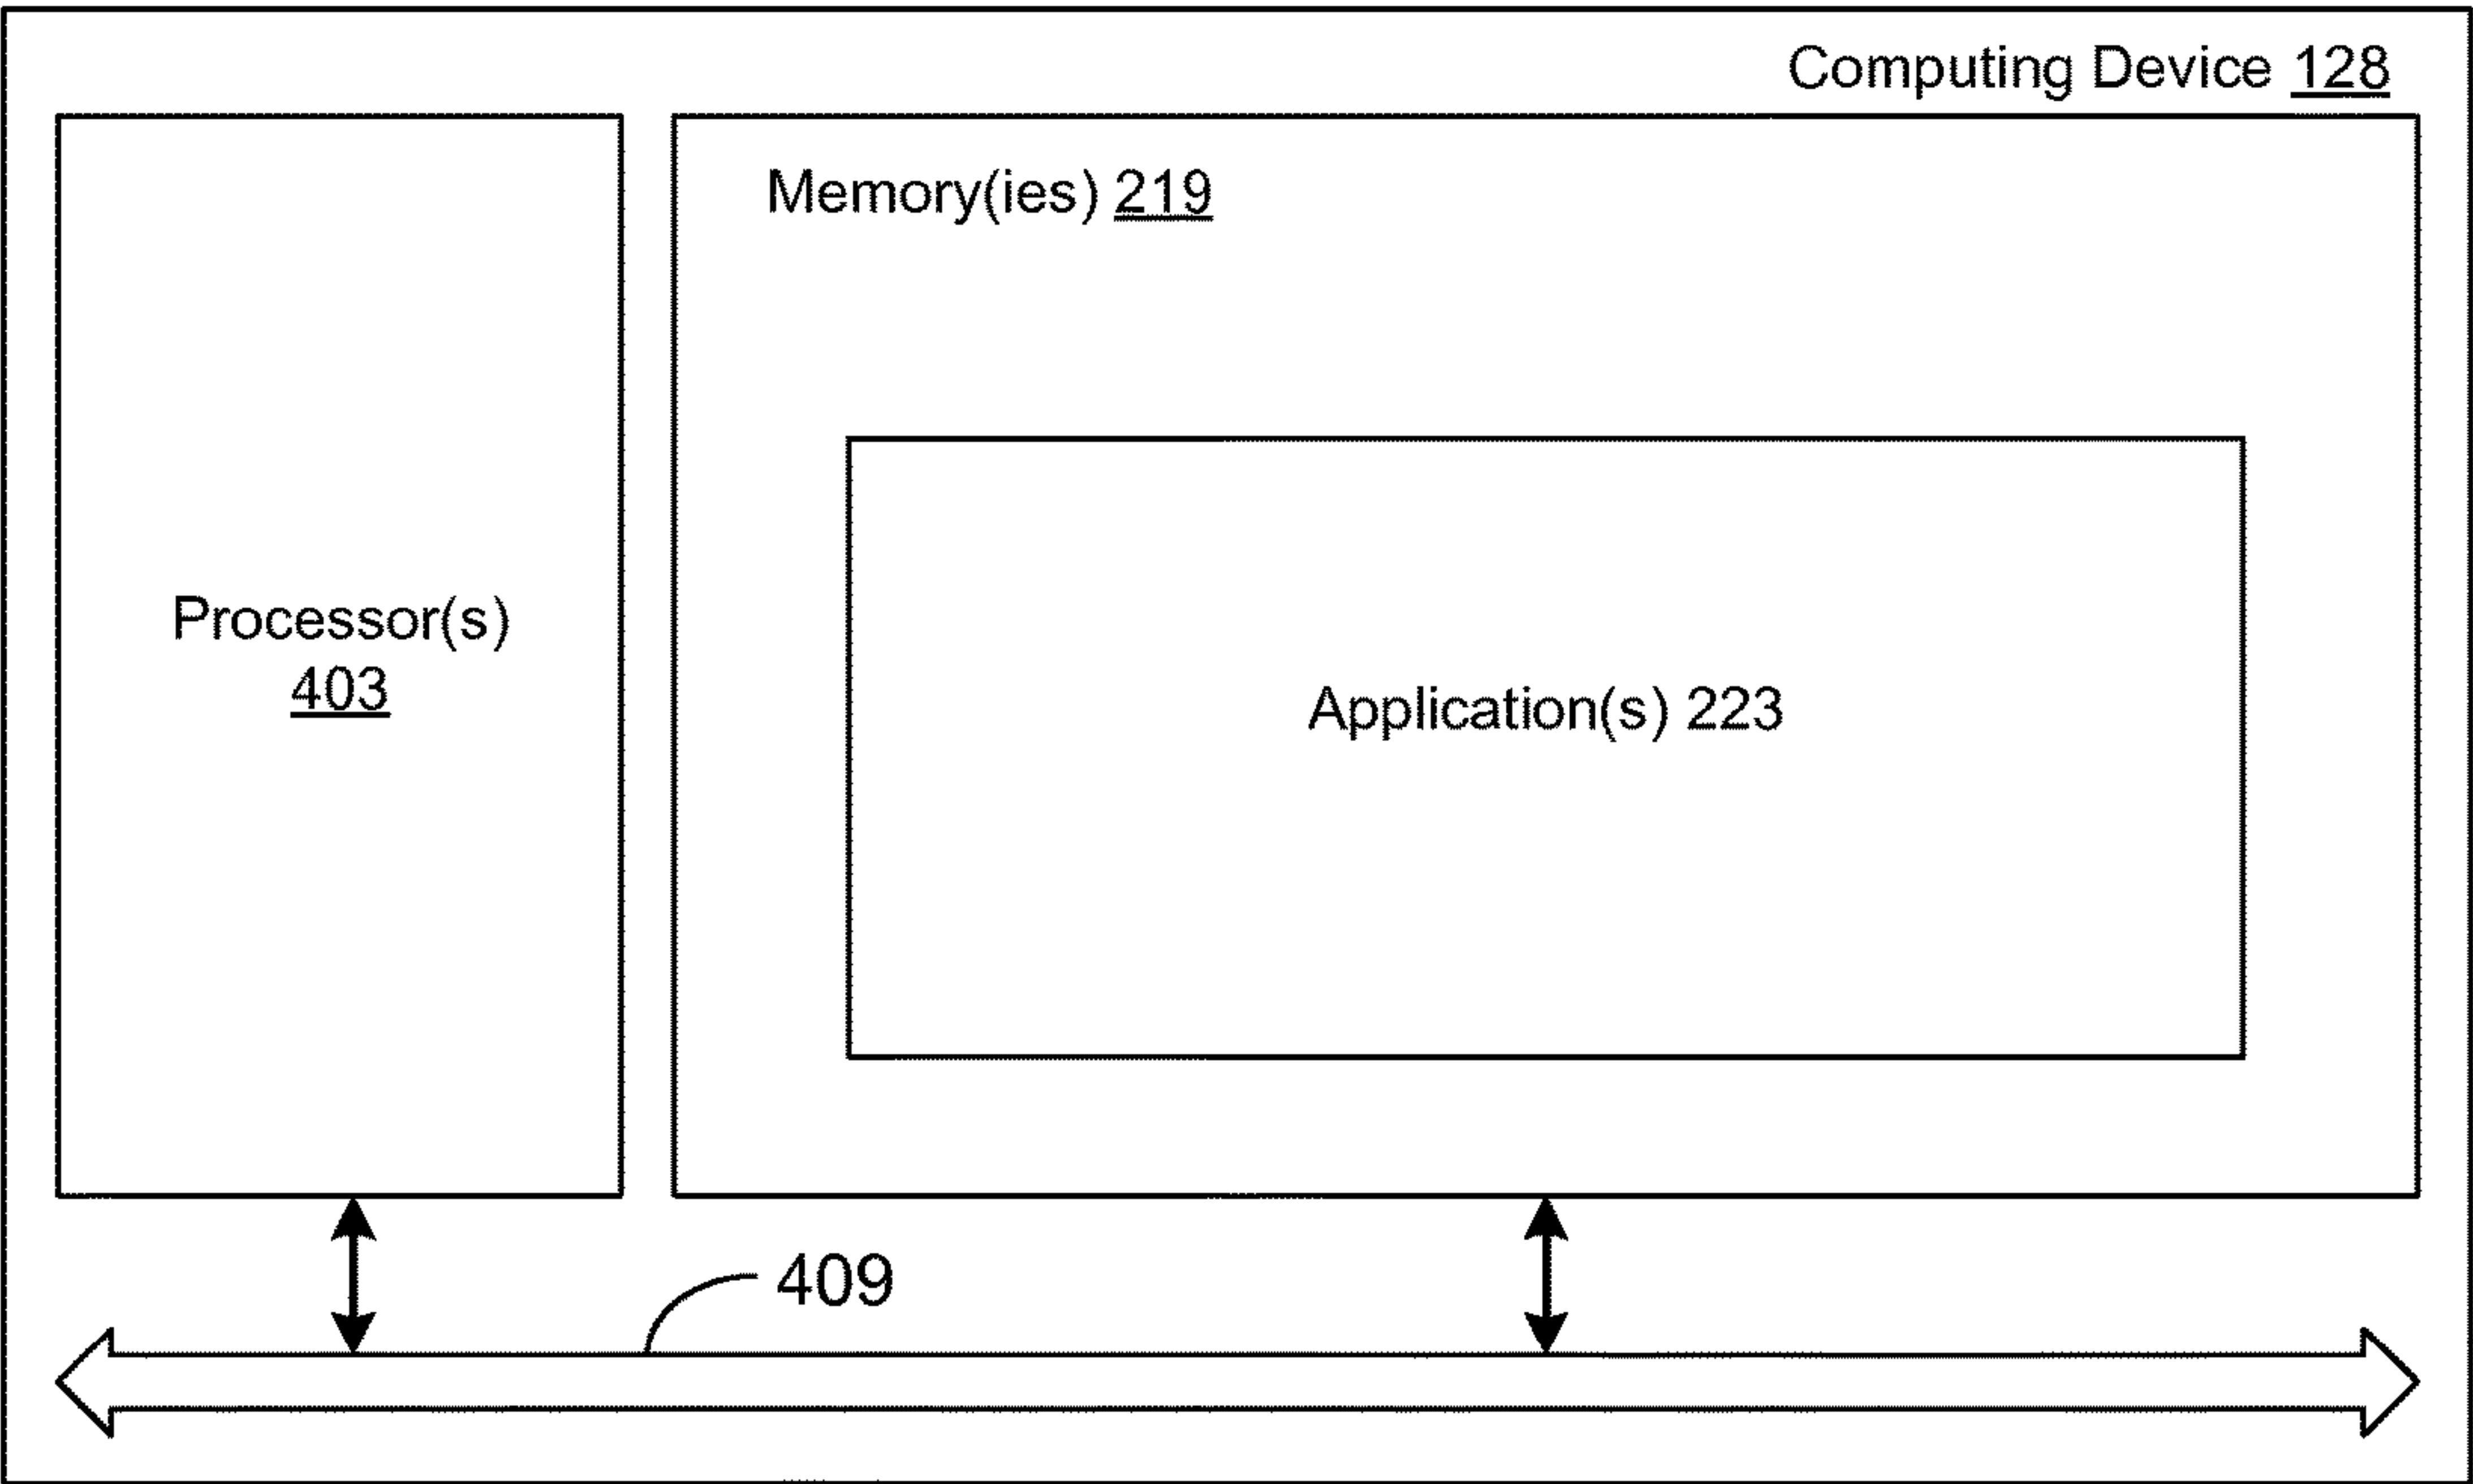 Computing Device 128
Memory(ies) 219
Processor(s)
403
Application(s) 223
409